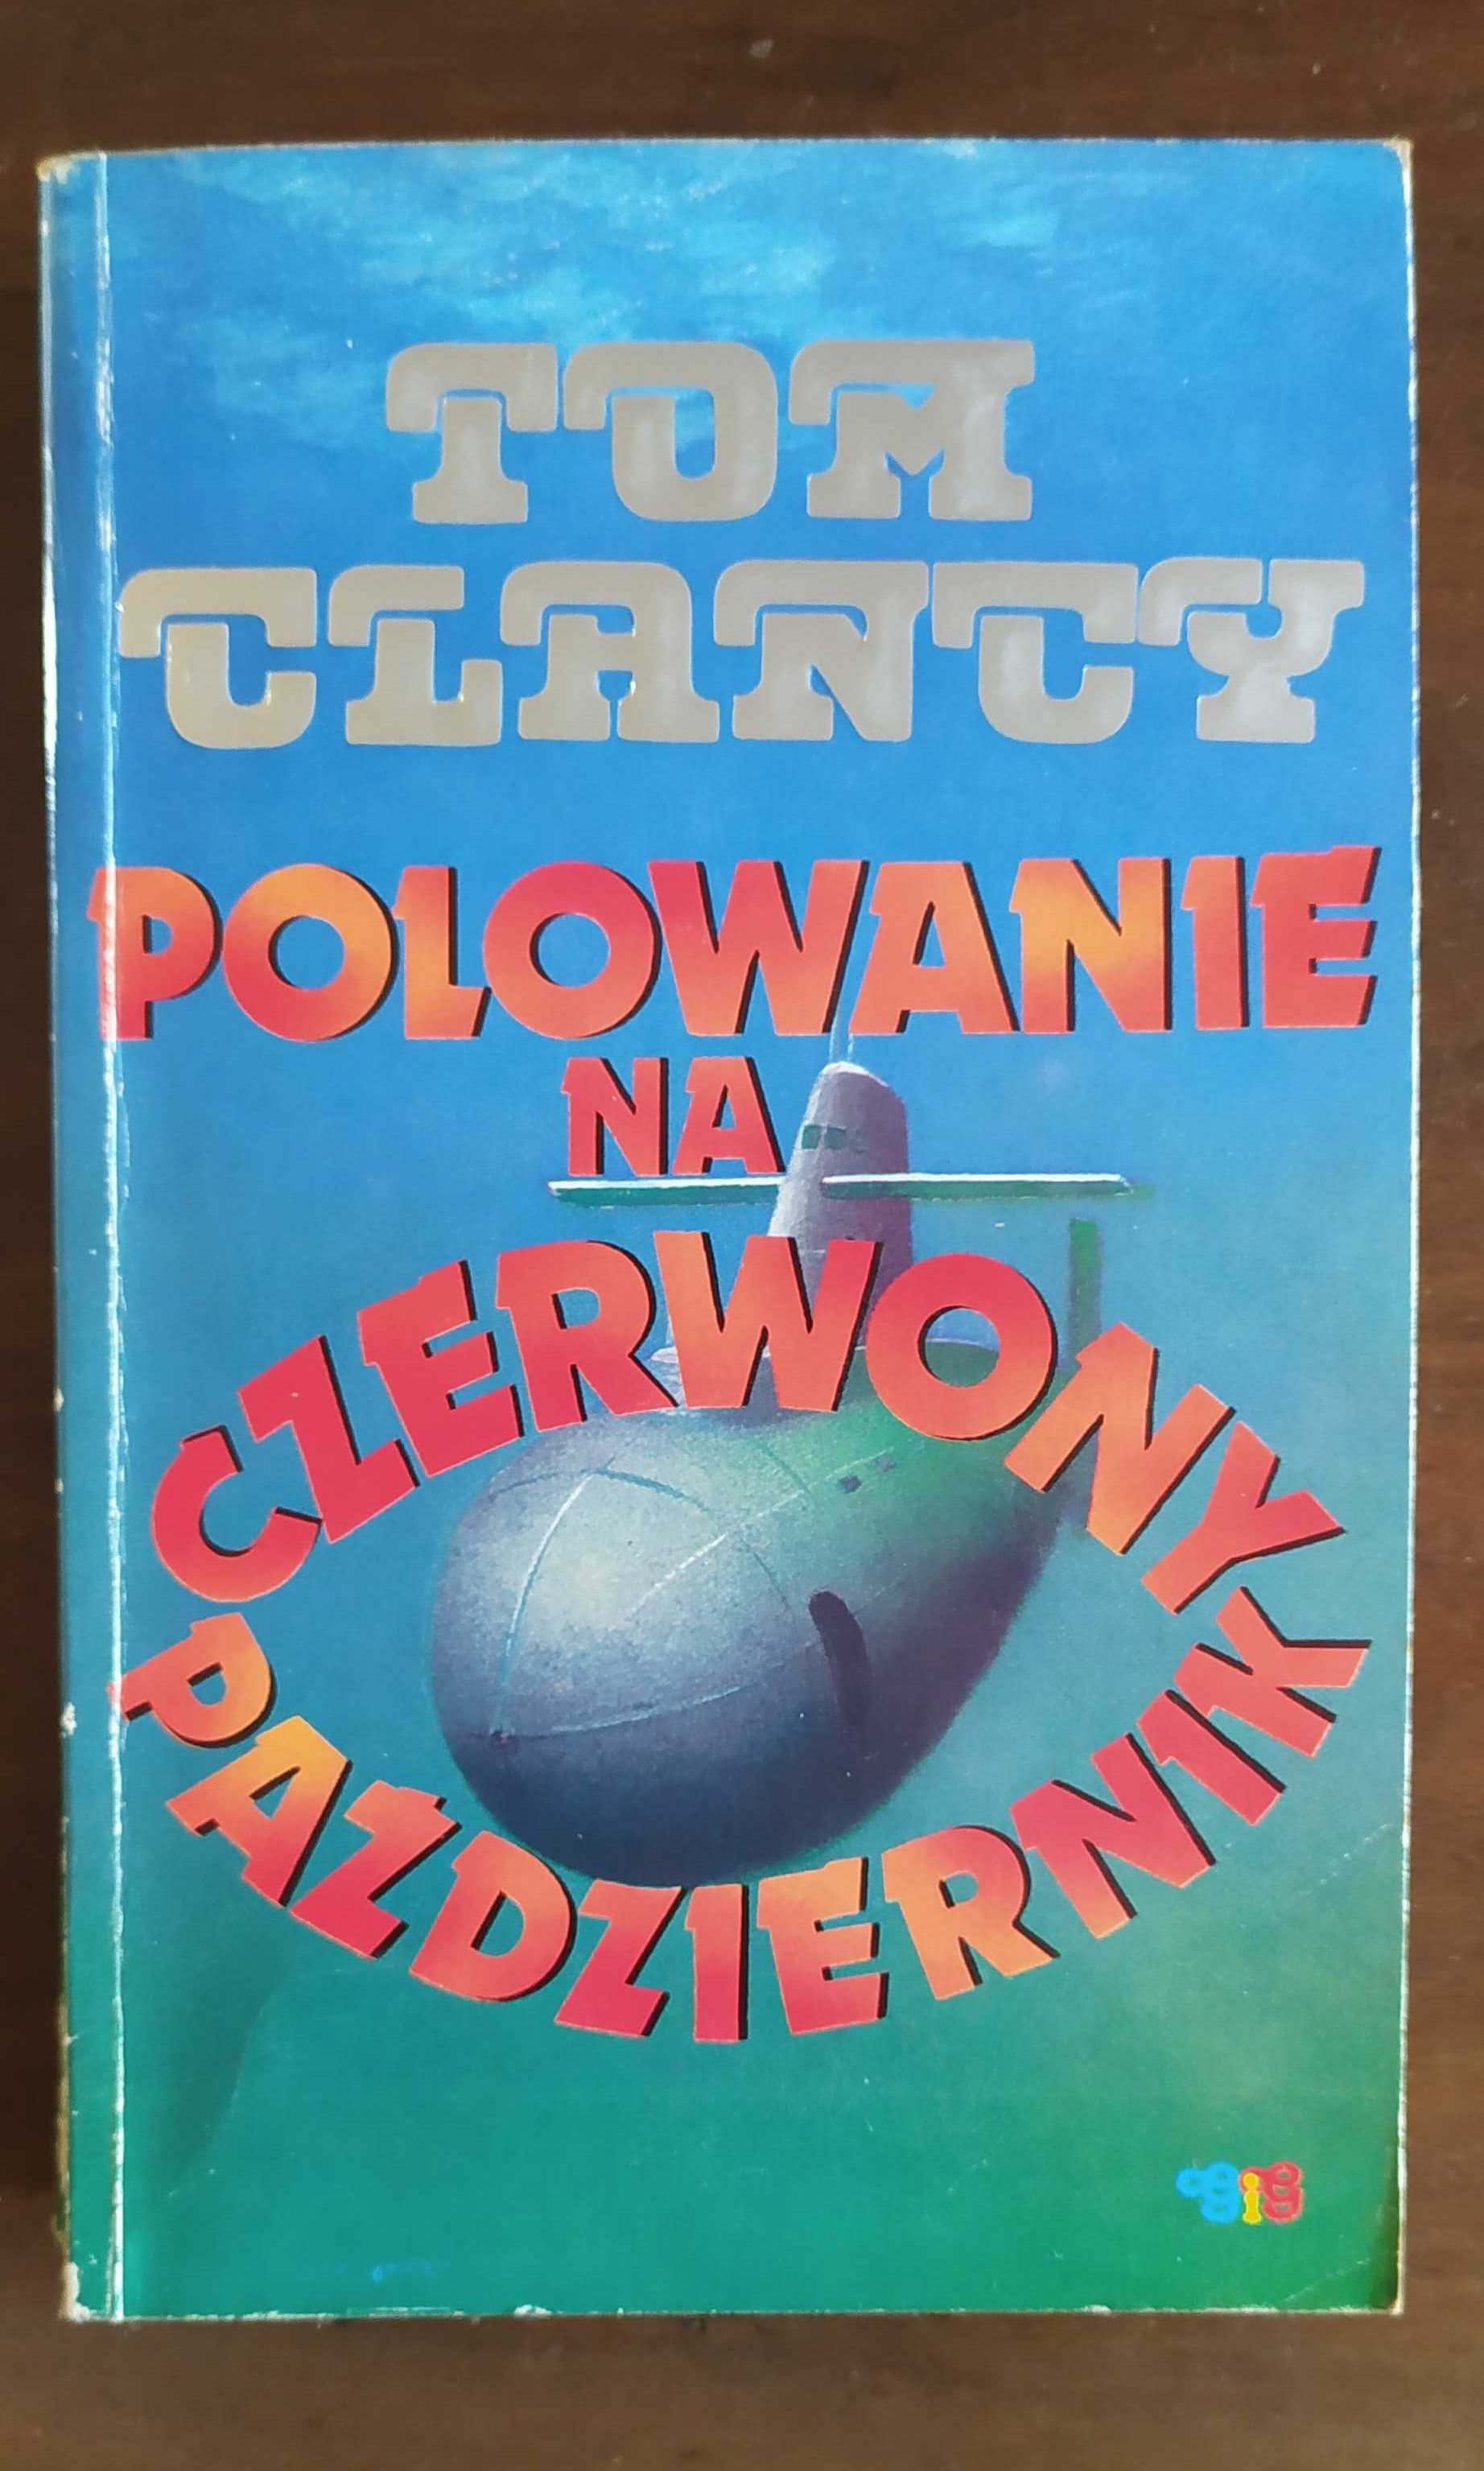 TOM
CLANCY
POLOWANIE
NA
CZERWONY
PAŹDZIERNIK
gig